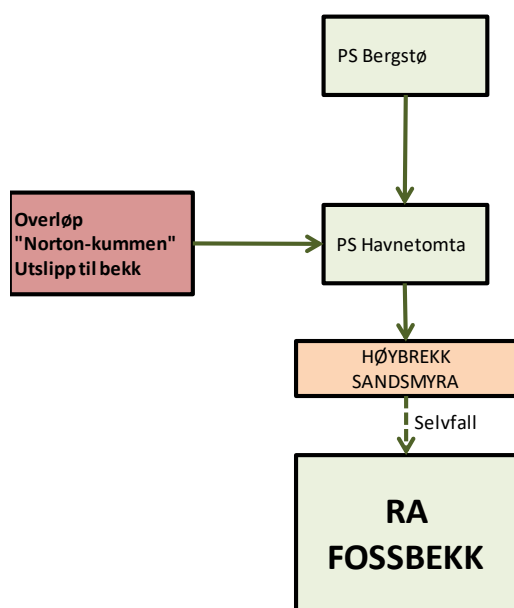 PS Bergstø
Overløp
"Norton-kummen"
Utslipp til bekk
PS Havnetomta
HØYBREKK
SANDSMYRA
Selvfall
RA
FOSSBEKK